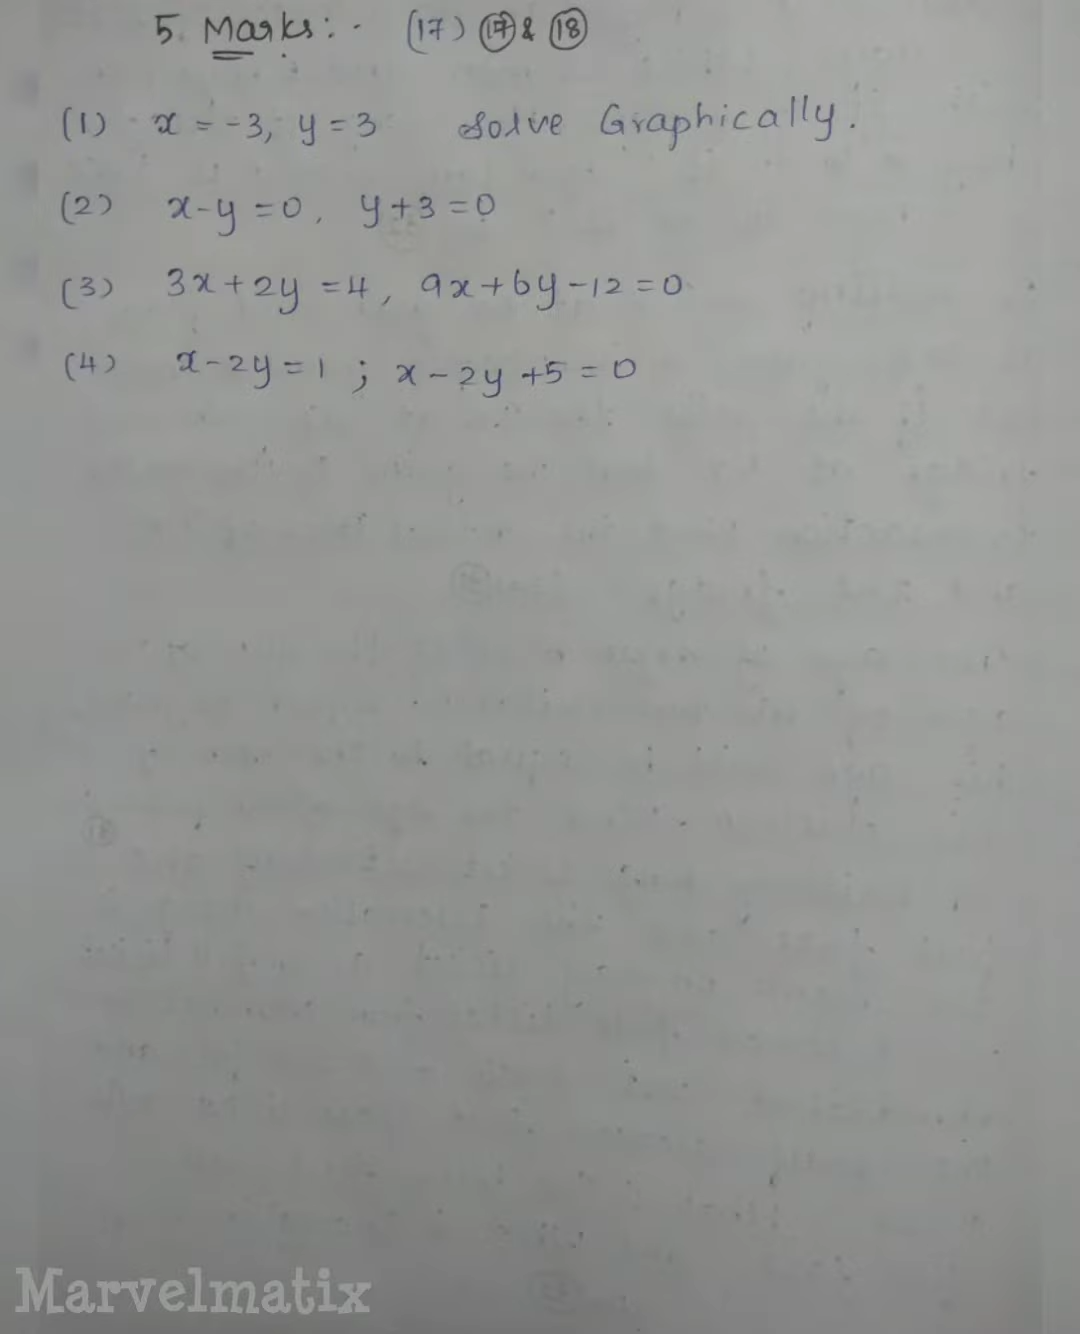 5 Marks:- (17) (17) & (18)
(1) x = -3, y = 3 Solve Graphically.
(2) x-y = 0, y+3 = 0
(3) 3x+2y = 4, 9x+6y-12 = 0
(4) x-2y = 1 ; x-2y+5 = 0
Marvelmatix